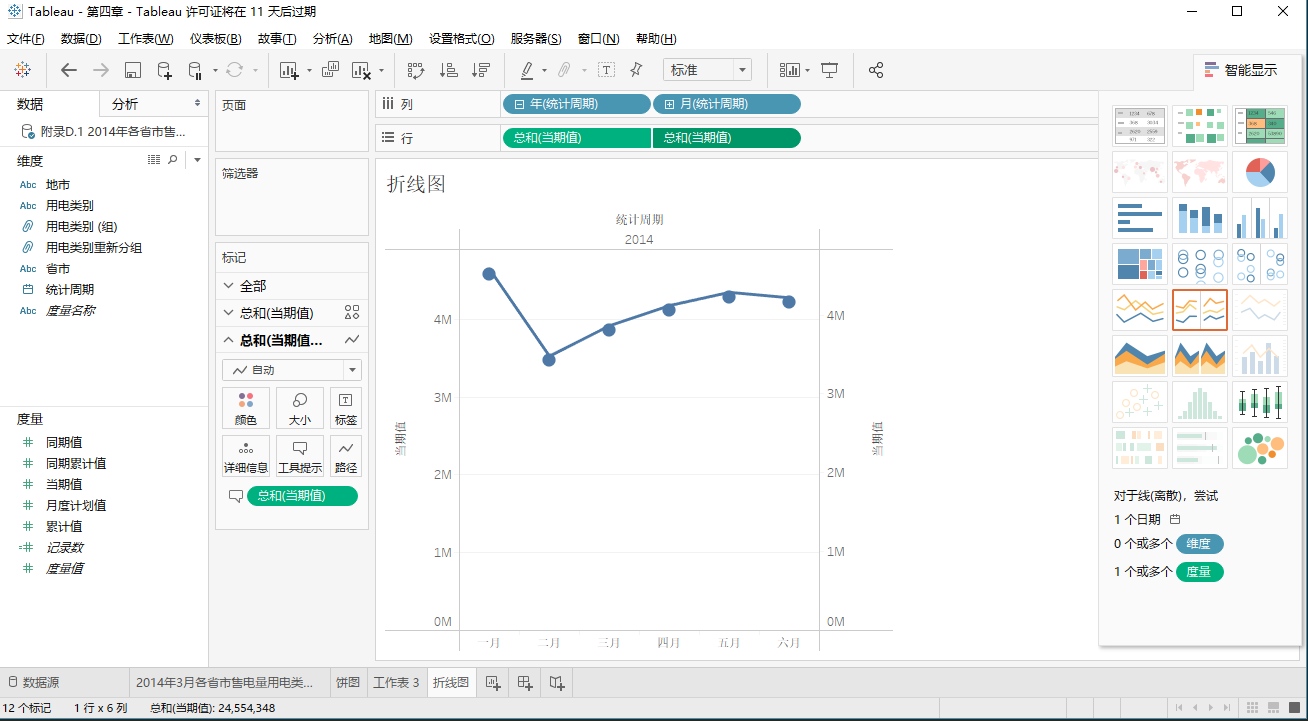 Tableau - 第四章 - Tableau 许可证将在 11 天后过期
文件(F) 数据(D) 工作表(W) 仪表板(B) 故事(T) 分析(A) 地图(M) 设置格式(O) 服务器(S) 窗口(N) 帮助(H)
标准
智能显示
数据 分析
附录D.1 2014年各省市售...
维度
Abc 地市
Abc 用电类别
用电类别 (组)
用电类别重新分组
Abc 省市
统计周期
Abc 度量名称
度量
同期值
同期累计值
当期值
月度计划值
累计值
记录数
度量值
页面
筛选器
标记
全部
总和(当期值)
总和(当期值...
自动
颜色 大小 标签
详细信息 工具提示 路径
总和(当期值)
列 年(统计周期) 月(统计周期)
行 总和(当期值) 总和(当期值)
折线图
统计周期
2014
4M
3M
2M
1M
0M
当期值
4M
3M
2M
1M
0M
当期值
一月 二月 三月 四月 五月 六月
对于线(离散)，尝试
1 个日期
0 个或多个 维度
1 个或多个 度量
数据源 2014年3月各省市售电量用电类... 饼图 工作表 3 折线图
12 个标记 1 行 x 6 列 总和(当期值): 24,554,348